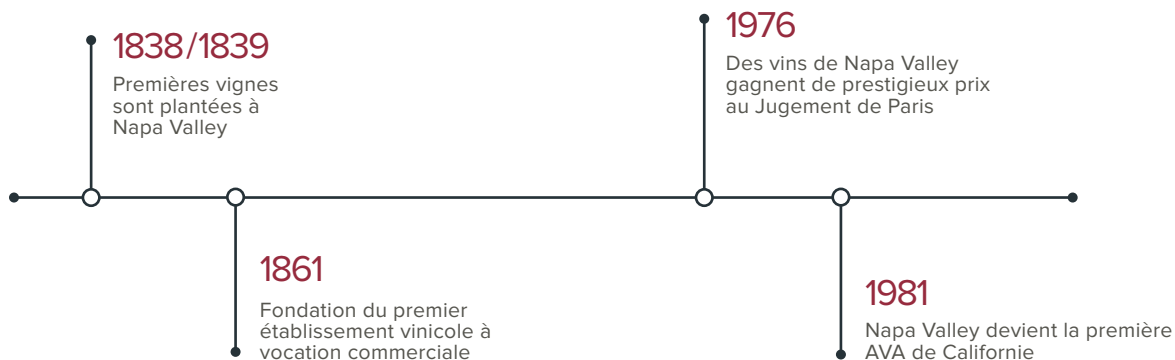 1838/1839
Premières vignes
sont plantées à
Napa Valley
1861
Fondation du premier
établissement vinicole à
vocation commerciale
1976
Des vins de Napa Valley
gagnent de prestigieux prix
au Jugement de Paris
1981
Napa Valley devient la première
AVA de Californie